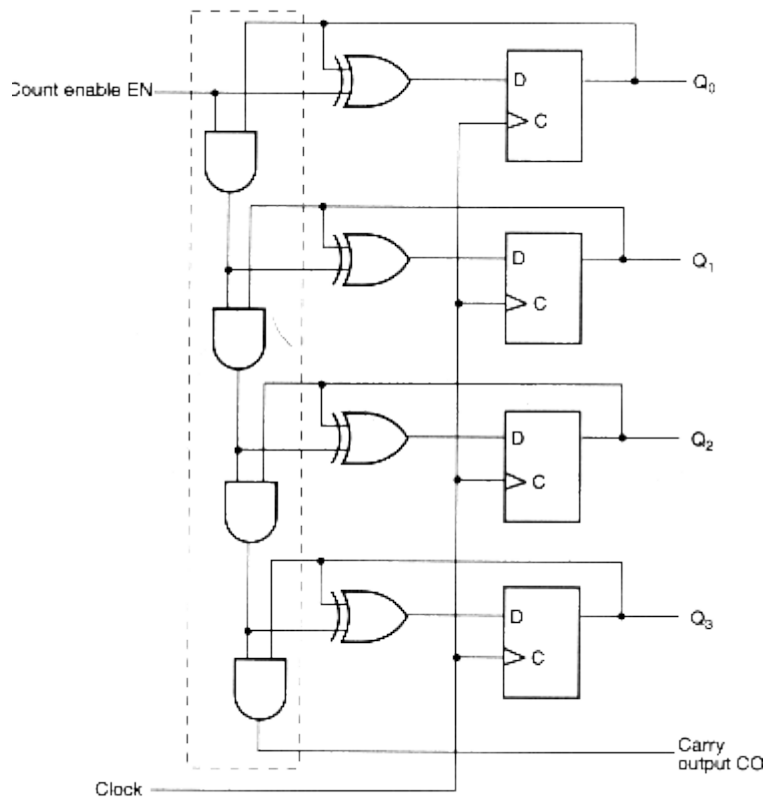 Count enable EN
D
C
Q0
D
C
Q1
D
C
Q2
D
C
Q3
Carry
output CO
Clock